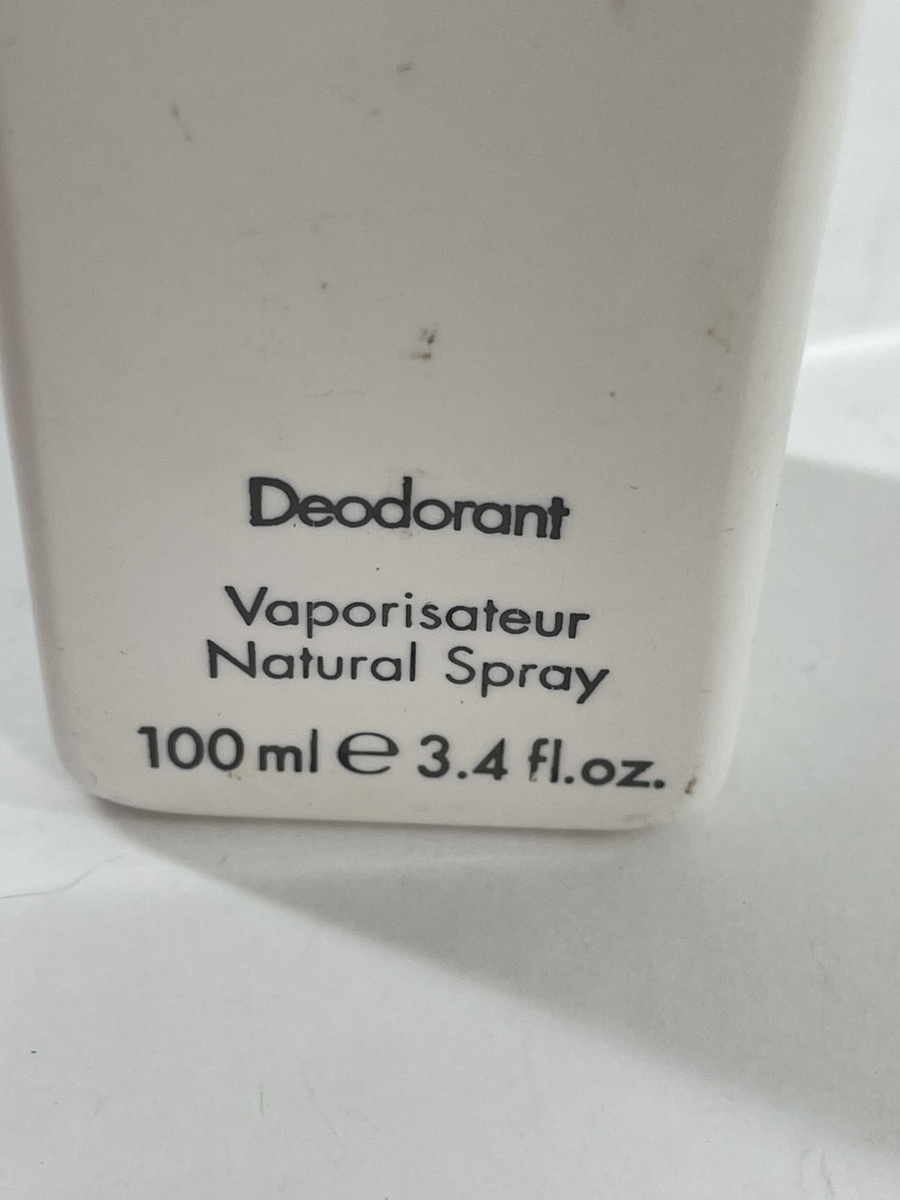 Deodorant
Vaporisateur
Natural Spray
100 ml ℮ 3.4 fl.oz.